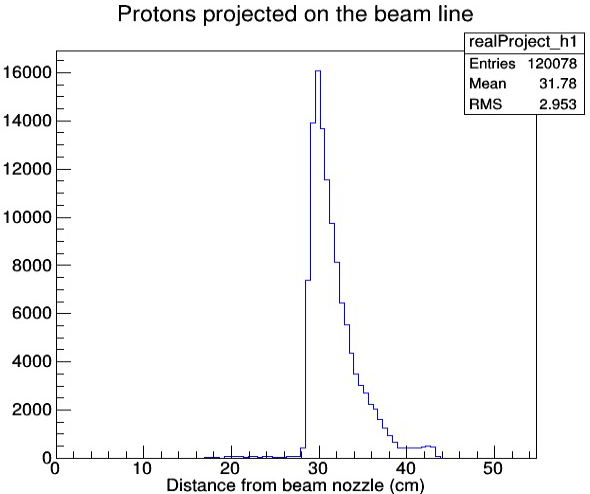 Protons projected on the beam line
realProject_h1
Entries 120078
Mean 31.78
RMS 2.953
16000
14000
12000
10000
8000
6000
4000
2000
0
0 10 20 30 40 50
Distance from beam nozzle (cm)